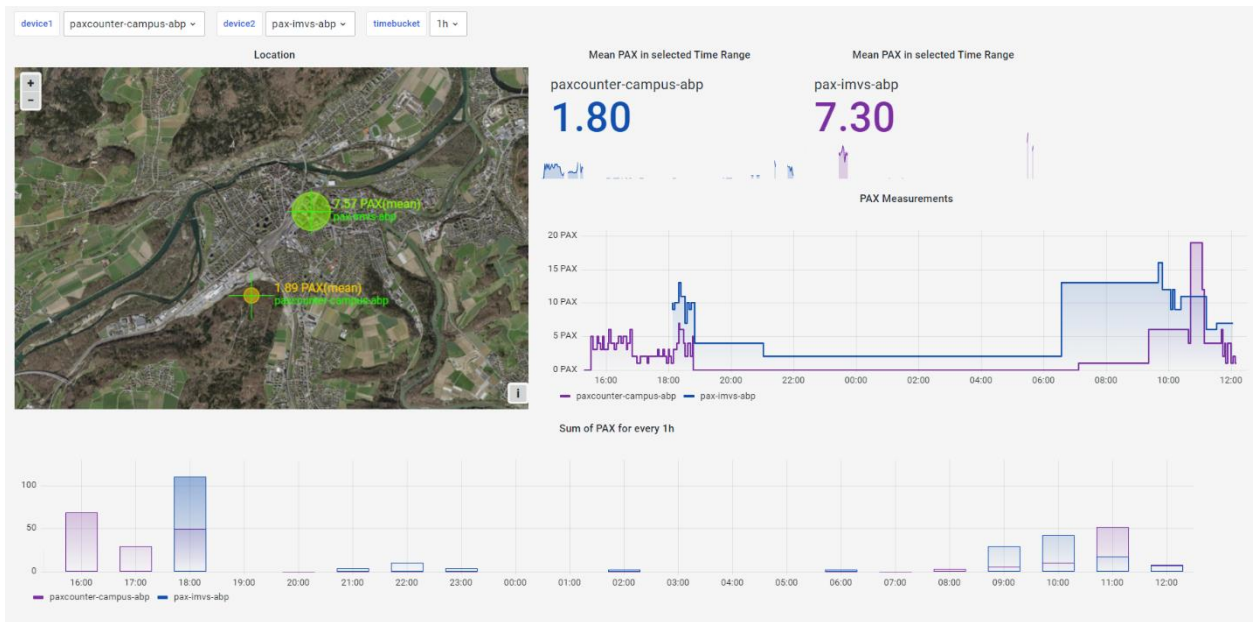 device1 paxcounter-campus-abp device2 pax-imvs-abp timebucket 1h
Location
+
-
7.57 PAX(mean)
pax-imvs-abp
1.89 PAX(mean)
paxcounter-campus-abp
i
Mean PAX in selected Time Range
paxcounter-campus-abp
1.80
Mean PAX in selected Time Range
pax-imvs-abp
7.30
PAX Measurements
20 PAX
15 PAX
10 PAX
5 PAX
0 PAX
16:00 18:00 20:00 22:00 00:00 02:00 04:00 06:00 08:00 10:00 12:00
paxcounter-campus-abp pax-imvs-abp
Sum of PAX for every 1h
100
50
0
16:00 17:00 18:00 19:00 20:00 21:00 22:00 23:00 00:00 01:00 02:00 03:00 04:00 05:00 06:00 07:00 08:00 09:00 10:00 11:00 12:00
paxcounter-campus-abp pax-imvs-abp